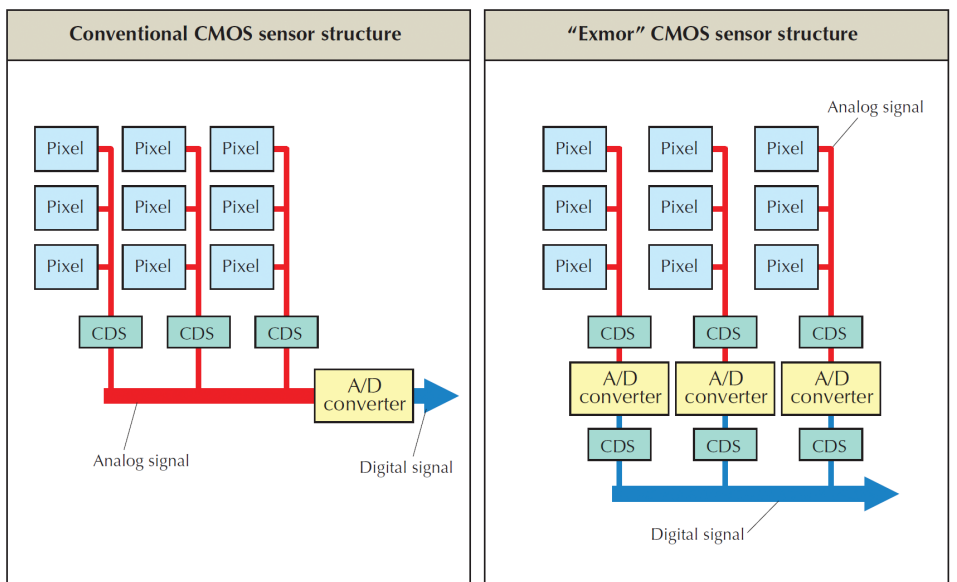 Conventional CMOS sensor structure
Pixel Pixel Pixel
Pixel Pixel Pixel
Pixel Pixel Pixel
CDS CDS CDS
A/D
converter
Analog signal
Digital signal
“Exmor” CMOS sensor structure
Analog signal
Pixel Pixel Pixel
Pixel Pixel Pixel
Pixel Pixel Pixel
CDS CDS CDS
A/D A/D A/D
converter converter converter
CDS CDS CDS
Digital signal